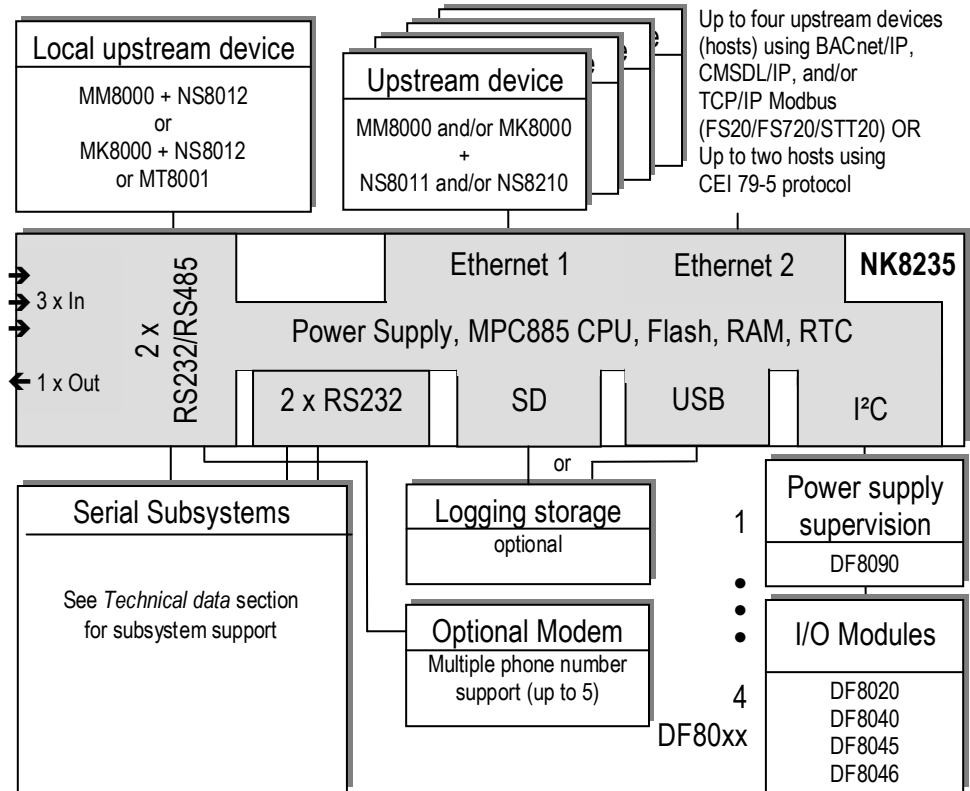 Local upstream device
MM8000 + NS8012
or
MK8000 + NS8012
or MT8001
e
e
e
Upstream device
MM8000 and/or MK8000
+
NS8011 and/or NS8210
Up to four upstream devices
(hosts) using BACnet/IP,
CMSDL/IP, and/or
TCP/IP Modbus
(FS20/FS720/STT20) OR
Up to two hosts using
CEI 79-5 protocol
3 x In
1 x Out
2 x
RS232/RS485
Ethernet 1
Ethernet 2
NK8235
Power Supply, MPC885 CPU, Flash, RAM, RTC
2 x RS232
SD
USB
I²C
or
Serial Subsystems
See Technical data section
for subsystem support
Logging storage
optional
Optional Modem
Multiple phone number
support (up to 5)
1
4
DF80xx
Power supply
supervision
DF8090
I/O Modules
DF8020
DF8040
DF8045
DF8046